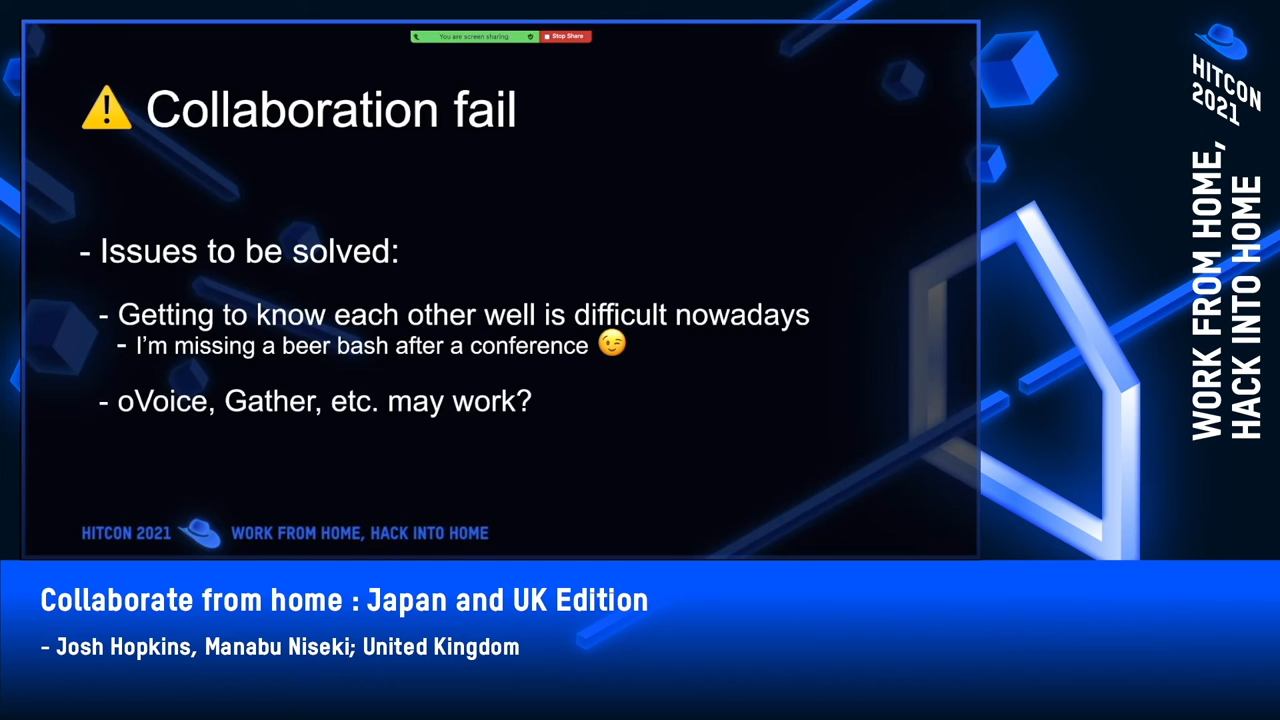 You are screen sharing
Stop Share
⚠️ Collaboration fail
- Issues to be solved:
- Getting to know each other well is difficult nowadays
- I'm missing a beer bash after a conference 😉
- oVoice, Gather, etc. may work?
HITCON 2021 WORK FROM HOME, HACK INTO HOME
HITCON
2021
WORK FROM HOME,
HACK INTO HOME
Collaborate from home : Japan and UK Edition
- Josh Hopkins, Manabu Niseki; United Kingdom